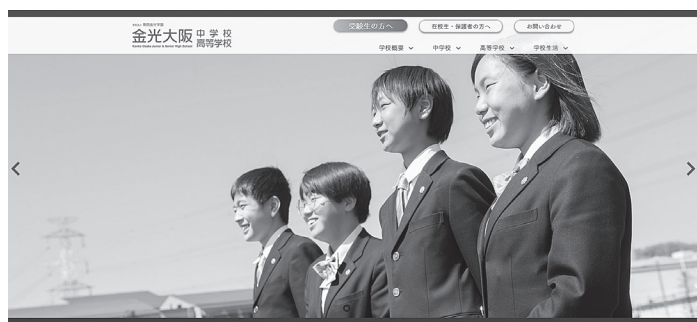 金光大阪 中学校
高等学校
受験生の方へ
在校生・保護者の方へ
お問い合わせ
学校概要
中学校
高等学校
学校生活